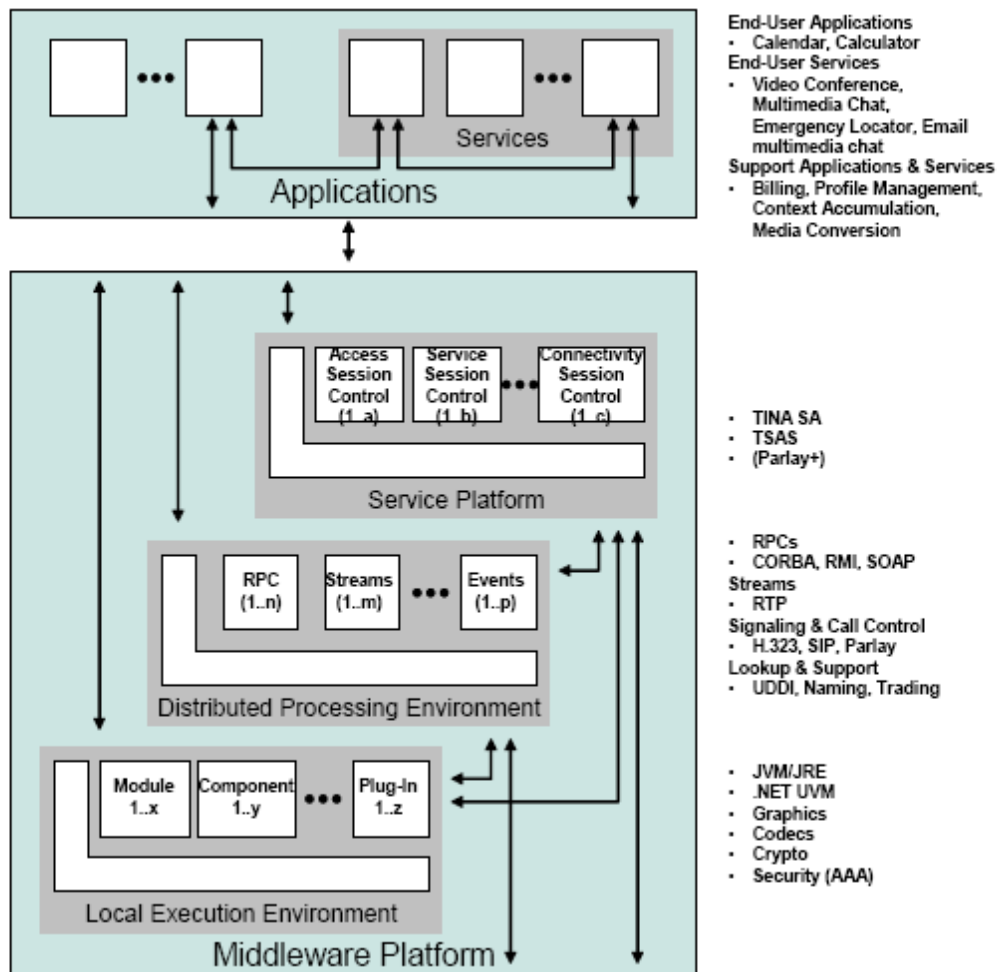 End-User Applications
• Calendar, Calculator
End-User Services
• Video Conference,
Multimedia Chat,
Emergency Locator, Email
multimedia chat
Support Applications & Services
• Billing, Profile Management,
Context Accumulation,
Media Conversion
Services
Applications
Access
Session
Control
(1..a)
Service
Session
Control
(1..b)
Connectivity
Session
Control
(1..c)
Service Platform
• TINA SA
• TSAS
• (Parlay+)
RPC
(1..n)
Streams
(1..m)
Events
(1..p)
Distributed Processing Environment
• RPCs
• CORBA, RMI, SOAP
Streams
• RTP
Signaling & Call Control
• H.323, SIP, Parlay
Lookup & Support
• UDDI, Naming, Trading
Module
1..x
Component
1..y
Plug-In
1..z
Local Execution Environment
• JVM/JRE
• .NET UVM
• Graphics
• Codecs
• Crypto
• Security (AAA)
Middleware Platform